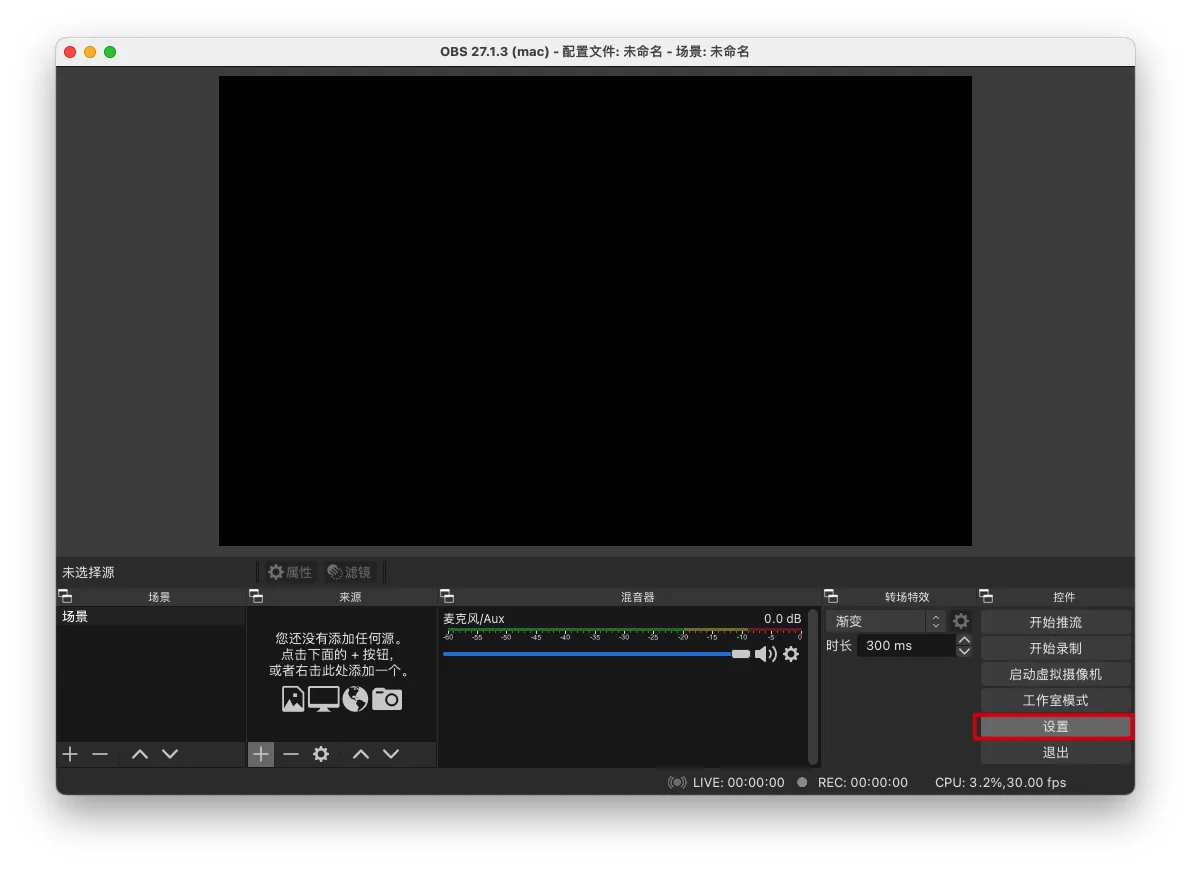 OBS 27.1.3 (mac) - 配置文件: 未命名 - 场景: 未命名
未选择源
属性
滤镜
场景
来源
混音器
转场特效
控件
场景
您还没有添加任何源。
点击下面的 + 按钮,
或者右击此处添加一个。
麦克风/Aux
0.0 dB
-60 -55 -50 -45 -40 -35 -30 -25 -20 -15 -10 -5 0
渐变
时长
300 ms
开始推流
开始录制
启动虚拟摄像机
工作室模式
设置
退出
LIVE: 00:00:00
REC: 00:00:00
CPU: 3.2%,30.00 fps